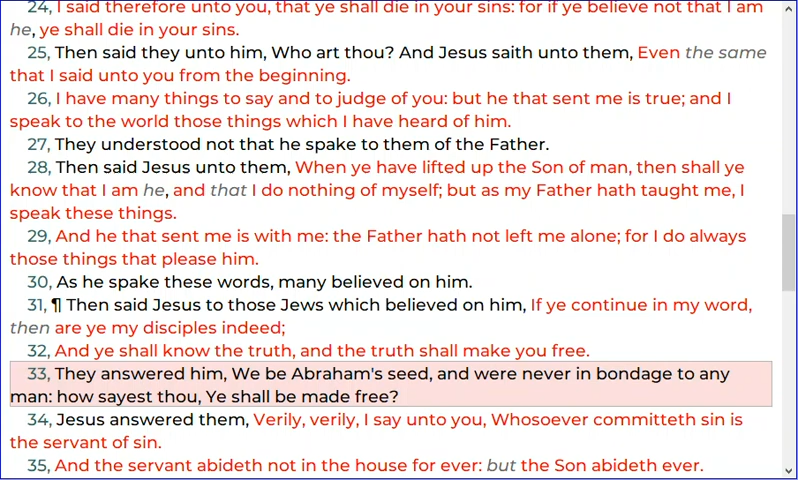 24, I said therefore unto you, that ye shall die in your sins: for if ye believe not that I am
he, ye shall die in your sins.
25, Then said they unto him, Who art thou? And Jesus saith unto them, Even the same
that I said unto you from the beginning.
26, I have many things to say and to judge of you: but he that sent me is true; and I
speak to the world those things which I have heard of him.
27, They understood not that he spake to them of the Father.
28, Then said Jesus unto them, When ye have lifted up the Son of man, then shall ye
know that I am he, and that I do nothing of myself; but as my Father hath taught me, I
speak these things.
29, And he that sent me is with me: the Father hath not left me alone; for I do always
those things that please him.
30, As he spake these words, many believed on him.
31, ¶ Then said Jesus to those Jews which believed on him, If ye continue in my word,
then are ye my disciples indeed;
32, And ye shall know the truth, and the truth shall make you free.
33, They answered him, We be Abraham's seed, and were never in bondage to any
man: how sayest thou, Ye shall be made free?
34, Jesus answered them, Verily, verily, I say unto you, Whosoever committeth sin is
the servant of sin.
35, And the servant abideth not in the house for ever: but the Son abideth ever.